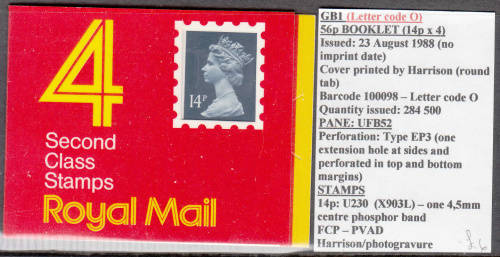 4
Second
Class
Stamps
Royal Mail
14P
GB1 (Letter code O)
56p BOOKLET (14p x 4)
Issued: 23 August 1988 (no
imprint date)
Cover printed by Harrison (round
tab)
Barcode 100098 – Letter code O
Quantity issued: 284 500
PANE: UFB52
Perforation: Type EP3 (one
extension hole at sides and
perforated in top and bottom
margins)
STAMPS
14p: U230 (X903L) – one 4,5mm
centre phosphor band
FCP – PVAD
Harrison/photogravure
£6